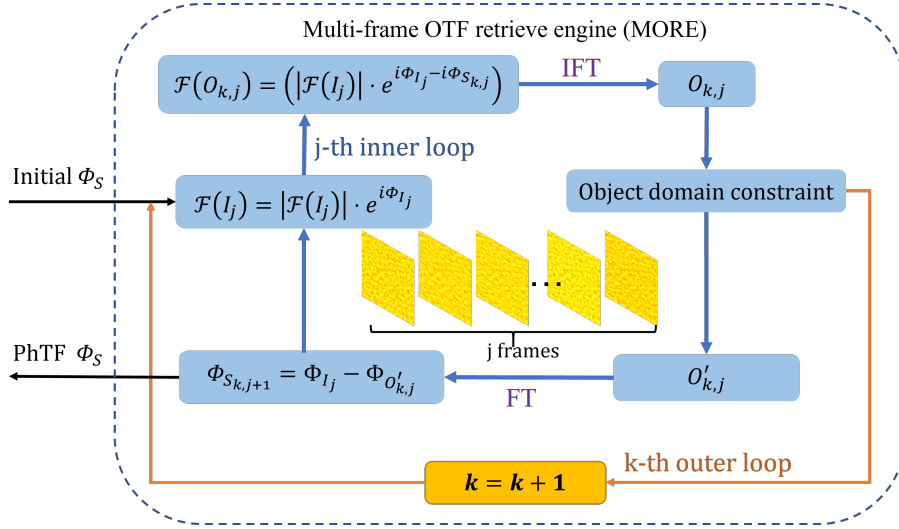 Multi-frame OTF retrieve engine (MORE)
ℱ(O_{k,j}) = (|ℱ(I_j)| · e^{iΦ_{I_j}−iΦ_{S_{k,j}}})
IFT
O_{k,j}
j-th inner loop
Initial Φ_S
ℱ(I_j) = |ℱ(I_j)| · e^{iΦ_{I_j}}
Object domain constraint
...
j frames
PhTF Φ_S
Φ_{S_{k,j+1}} = Φ_{I_j} − Φ_{O′_{k,j}}
FT
O′_{k,j}
k-th outer loop
k = k + 1